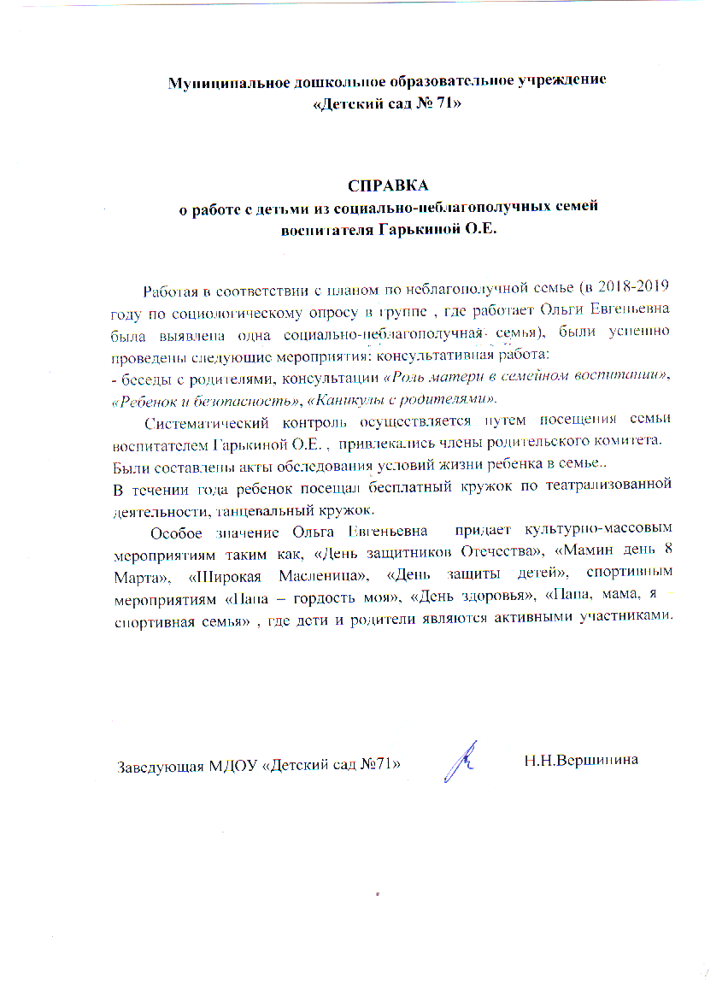 Муниципальное дошкольное образовательное учреждение
«Детский сад № 71»
СПРАВКА
о работе с детьми из социально-неблагополучных семей
воспитателя Гарькиной О.Е.
Работая в соответствии с планом по неблагополучной семье (в 2018-2019
году по социологическому опросу в группе , где работает Ольги Евгеньевна
была выявлена одна социально-неблагополучная семья), были успешно
проведены следующие мероприятия: консультативная работа:
- беседы с родителями, консультации «Роль матери в семейном воспитании»,
«Ребенок и безопасность», «Каникулы с родителями».
Систематический контроль осуществляется путем посещения семьи
воспитателем Гарькиной О.Е. , привлекались члены родительского комитета.
Были составлены акты обследования условий жизни ребенка в семье..
В течении года ребенок посещал бесплатный кружок по театрализованной
деятельности, танцевальный кружок.
Особое значение Ольга Евгеньевна придает культурно-массовым
мероприятиям таким как, «День защитников Отечества», «Мамин день 8
Марта», «Широкая Масленица», «День защиты детей», спортивным
мероприятиям «Папа – гордость моя», «День здоровья», «Папа, мама, я –
спортивная семья» , где дети и родители являются активными участниками.
Заведующая МДОУ «Детский сад №71» Н.Н.Вершинина